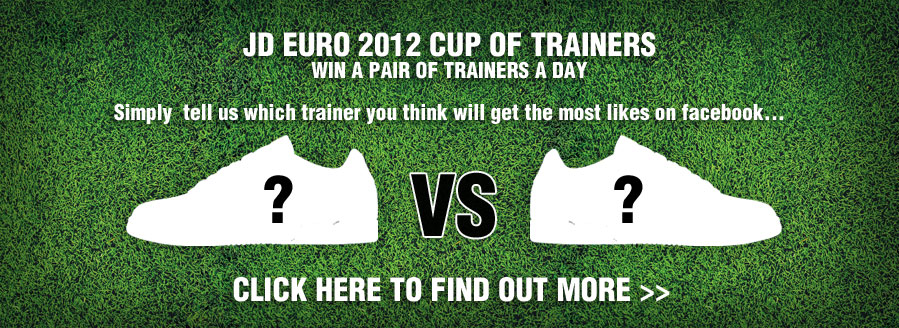 JD EURO 2012 CUP OF TRAINERS
WIN A PAIR OF TRAINERS A DAY
Simply tell us which trainer you think will get the most likes on facebook...
? VS ?
CLICK HERE TO FIND OUT MORE >>